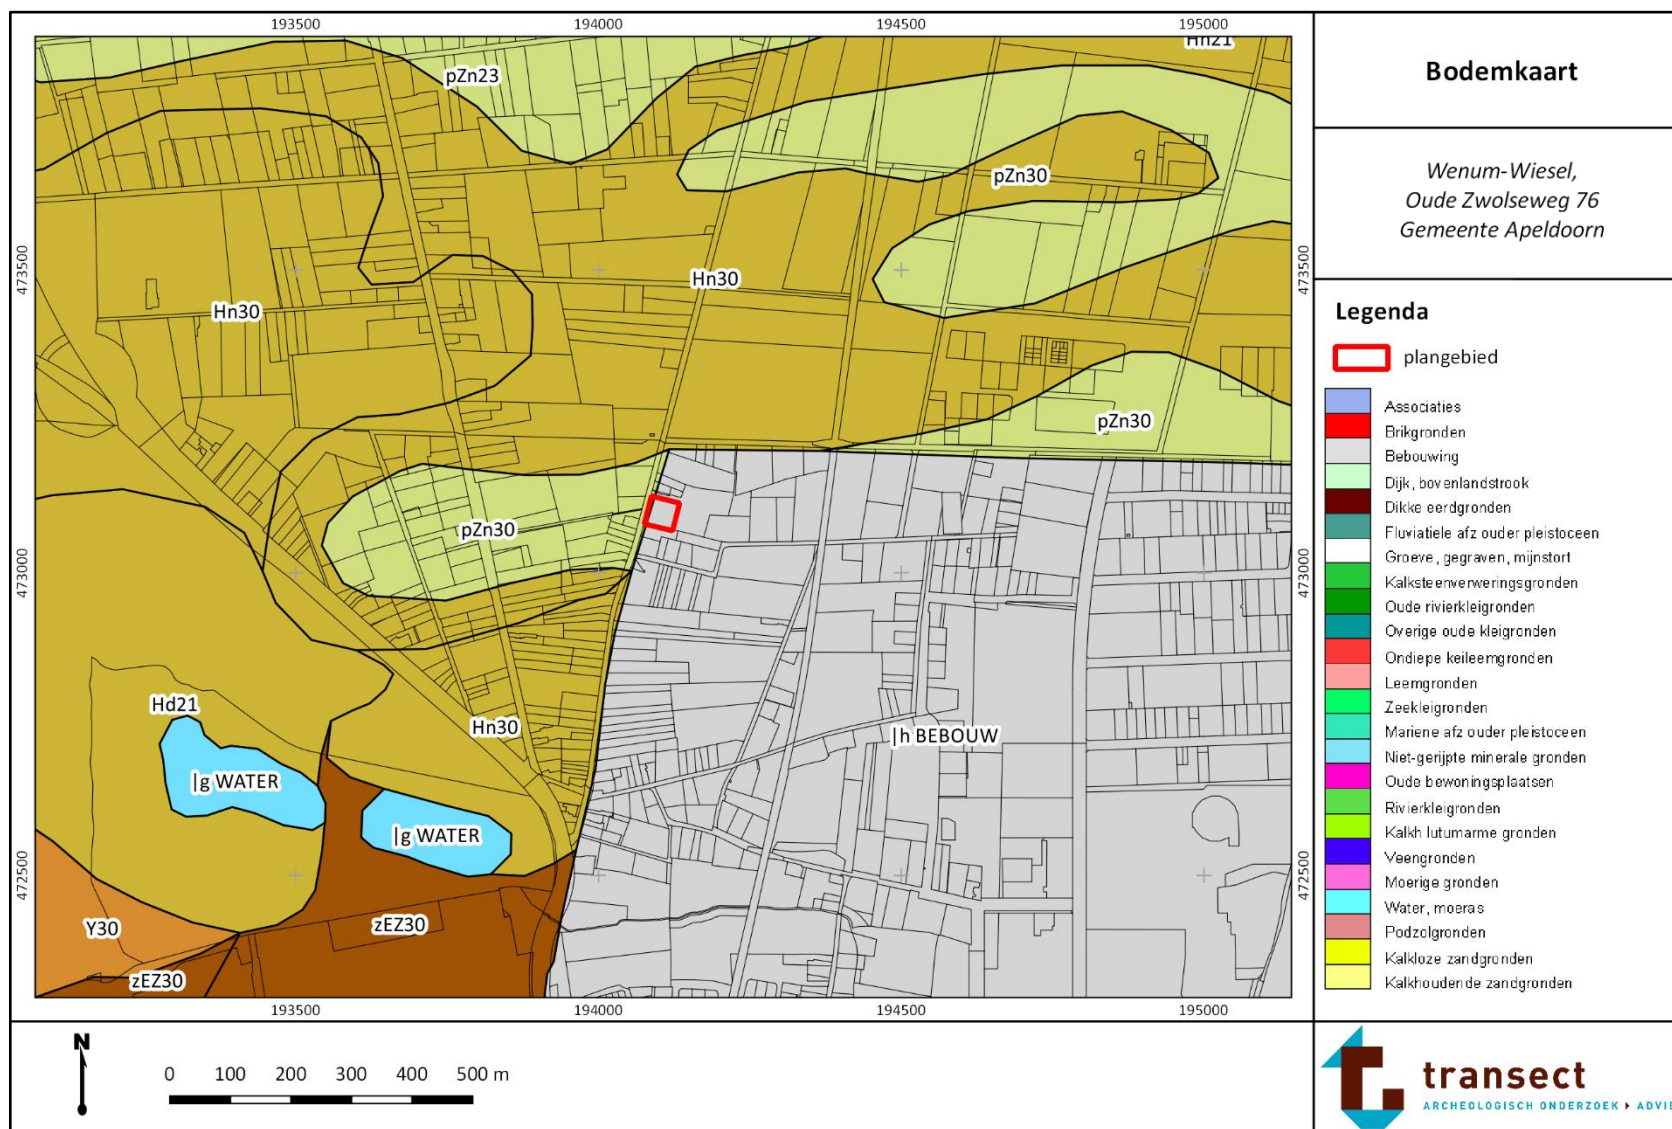 193500 194000 194500 195000
Hn21
pZn23
pZn30
473500
473500
Hn30
Hn30
pZn30
pZn30
473000
473000
Hd21
Hn30
|h BEBOUW
|g WATER
|g WATER
472500
472500
Y30
zEZ30
zEZ30
193500 194000 194500 195000
N
0 100 200 300 400 500 m
Bodemkaart
Wenum-Wiesel,
Oude Zwolseweg 76
Gemeente Apeldoorn
Legenda
plangebied
Associaties
Brikgronden
Bebouwing
Dijk, bovenlandstrook
Dikke eerdgronden
Fluviatiele afz ouder pleistoceen
Groeve, gegraven, mijnstort
Kalksteenverweringsgronden
Oude rivierkleigronden
Overige oude kleigronden
Ondiepe keileemgronden
Leemgronden
Zeekleigronden
Mariene afz ouder pleistoceen
Niet-gerijpte minerale gronden
Oude bewoningsplaatsen
Rivierkleigronden
Kalkh lutumarme gronden
Veengronden
Moerige gronden
Water, moeras
Podzolgronden
Kalkloze zandgronden
Kalkhoudende zandgronden
transect
ARCHEOLOGISCH ONDERZOEK ▸ ADVIE